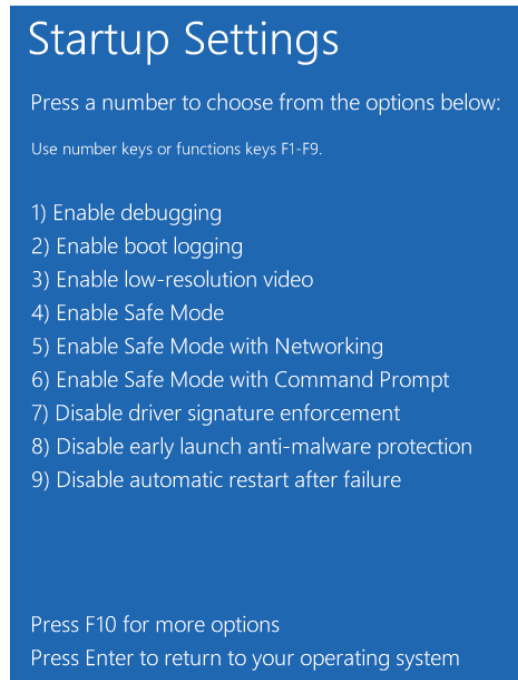 Startup Settings
Press a number to choose from the options below:
Use number keys or functions keys F1-F9.
1) Enable debugging
2) Enable boot logging
3) Enable low-resolution video
4) Enable Safe Mode
5) Enable Safe Mode with Networking
6) Enable Safe Mode with Command Prompt
7) Disable driver signature enforcement
8) Disable early launch anti-malware protection
9) Disable automatic restart after failure
Press F10 for more options
Press Enter to return to your operating system